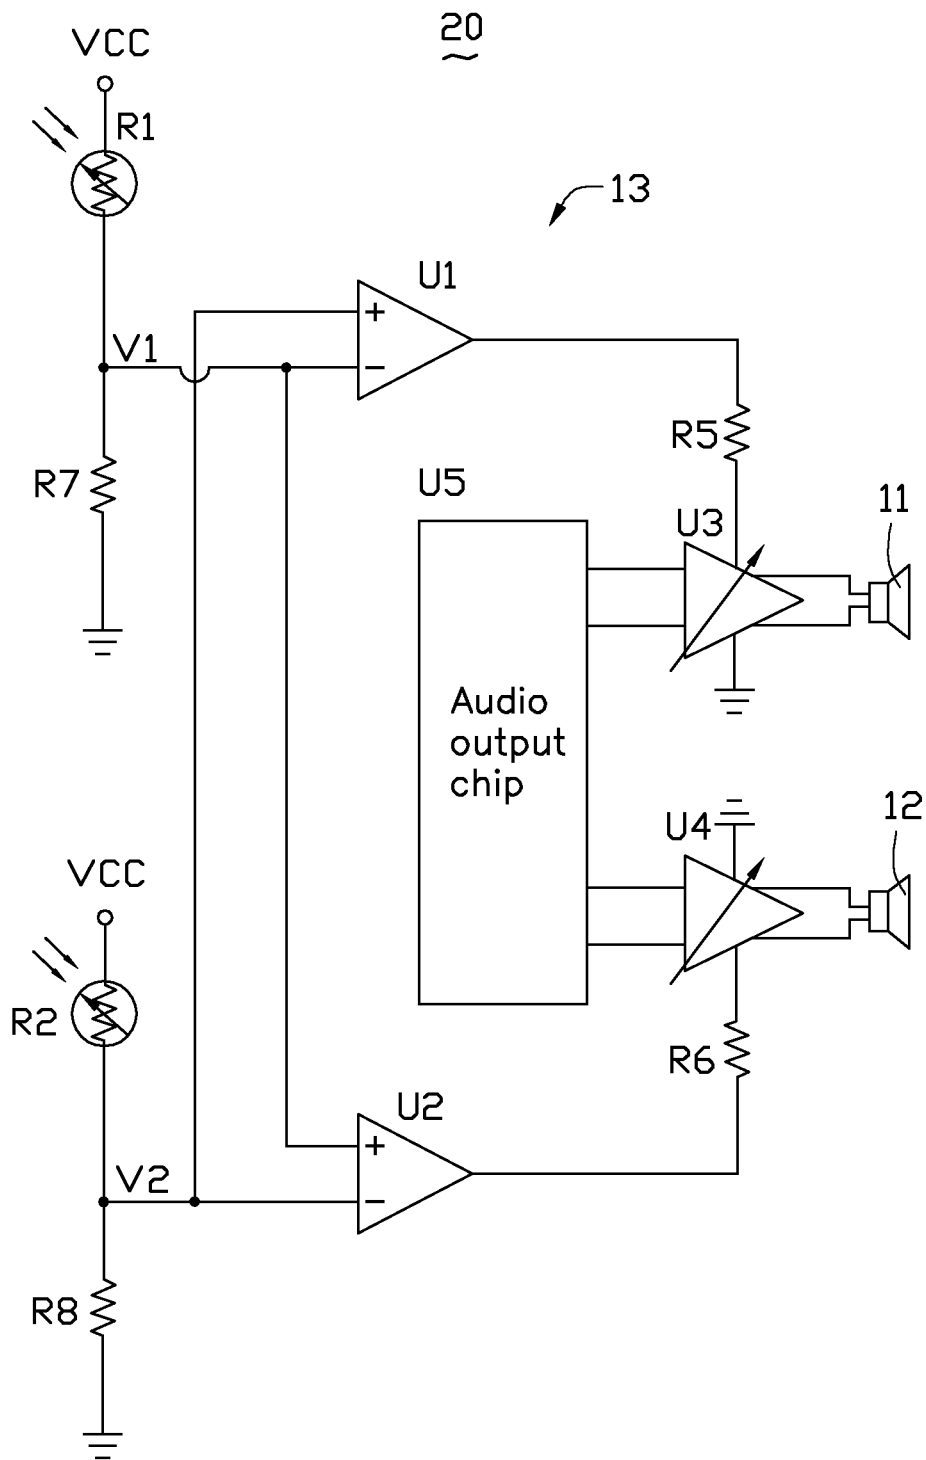 20
VCC
R1
13
U1
+
V1
−
R5
R7
U5
11
U3
Audio
output
chip
12
U4
VCC
R2
R6
U2
+
V2
−
R8